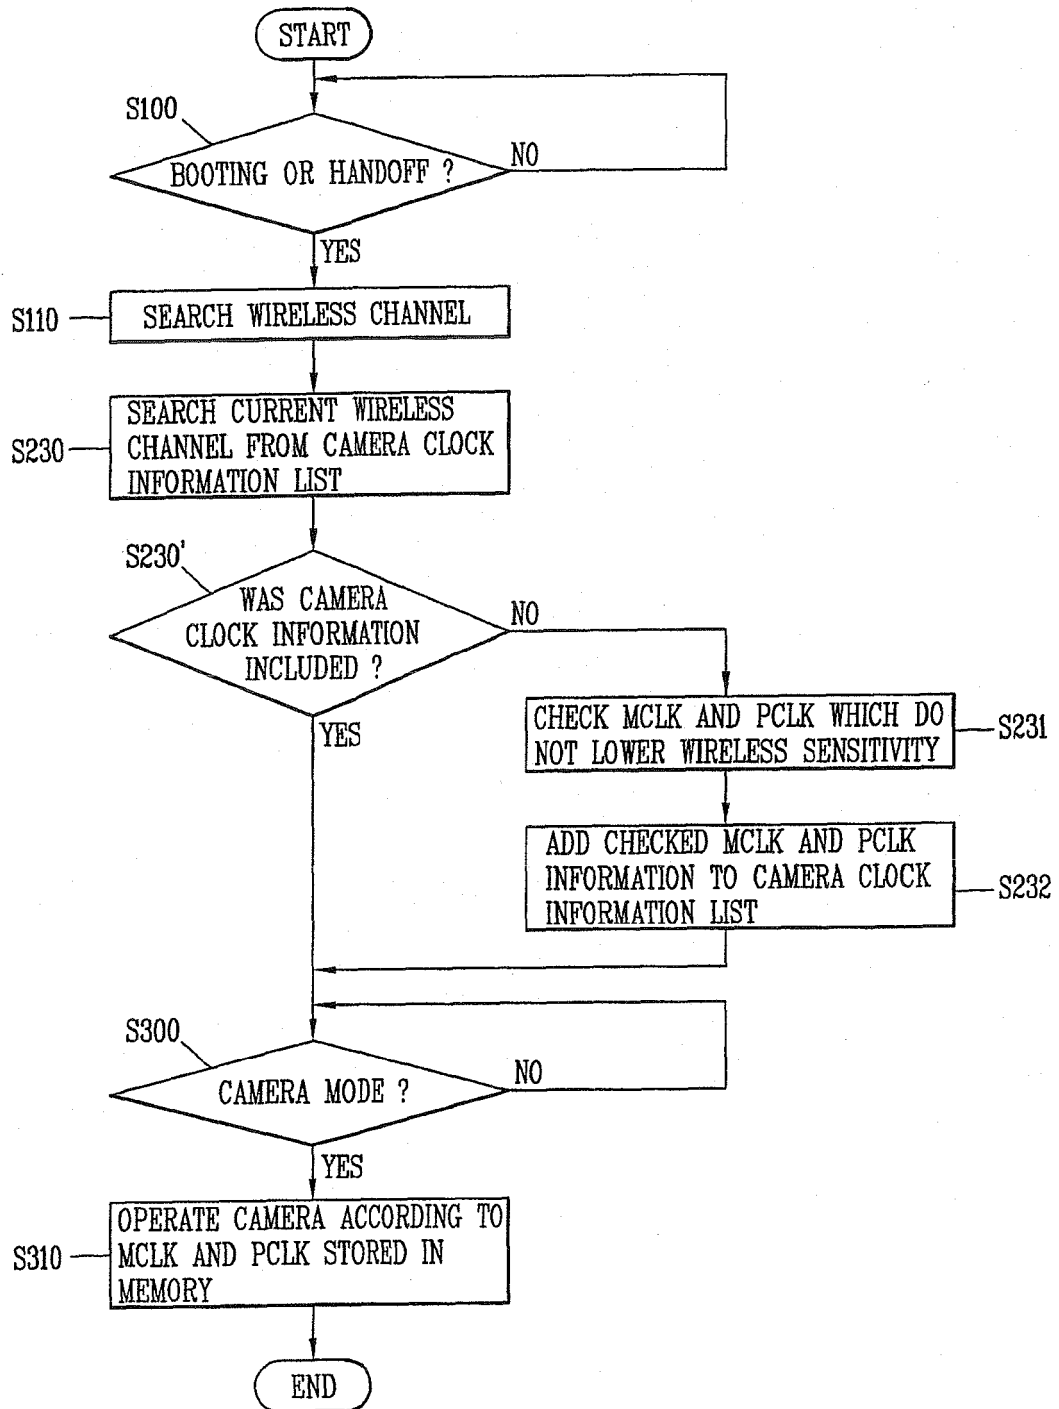 START
S100
BOOTING OR HANDOFF ?
NO
YES
S110
SEARCH WIRELESS CHANNEL
S230
SEARCH CURRENT WIRELESS
CHANNEL FROM CAMERA CLOCK
INFORMATION LIST
S230'
WAS CAMERA
CLOCK INFORMATION
INCLUDED ?
NO
YES
CHECK MCLK AND PCLK WHICH DO
NOT LOWER WIRELESS SENSITIVITY
S231
ADD CHECKED MCLK AND PCLK
INFORMATION TO CAMERA CLOCK
INFORMATION LIST
S232
S300
CAMERA MODE ?
NO
YES
S310
OPERATE CAMERA ACCORDING TO
MCLK AND PCLK STORED IN
MEMORY
END